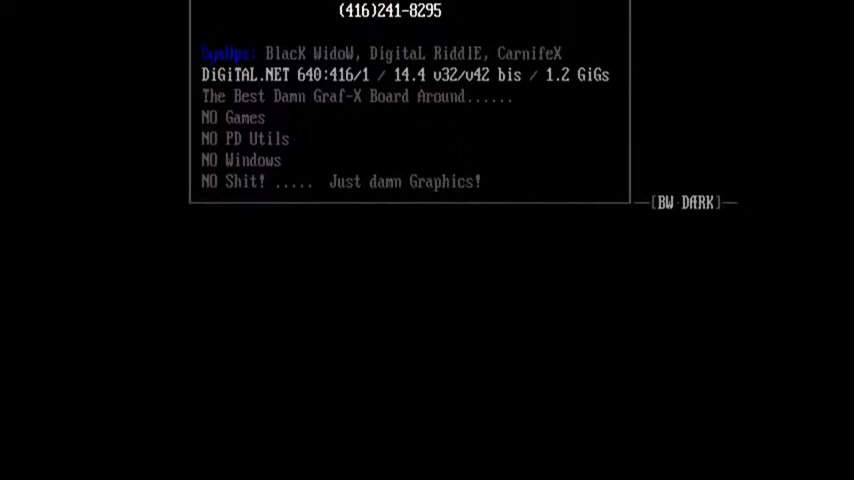 (416)241-8295
SysOps: BlacK WidoW, DigitaL RiddlE, CarnifeX
DiGiTAL.NET 640:416/1 / 14.4 v32/v42 bis / 1.2 GiGs
The Best Damn Graf-X Board Around......
NO Games
NO PD Utils
NO Windows
NO Shit! ..... Just damn Graphics!
[BW DARK]